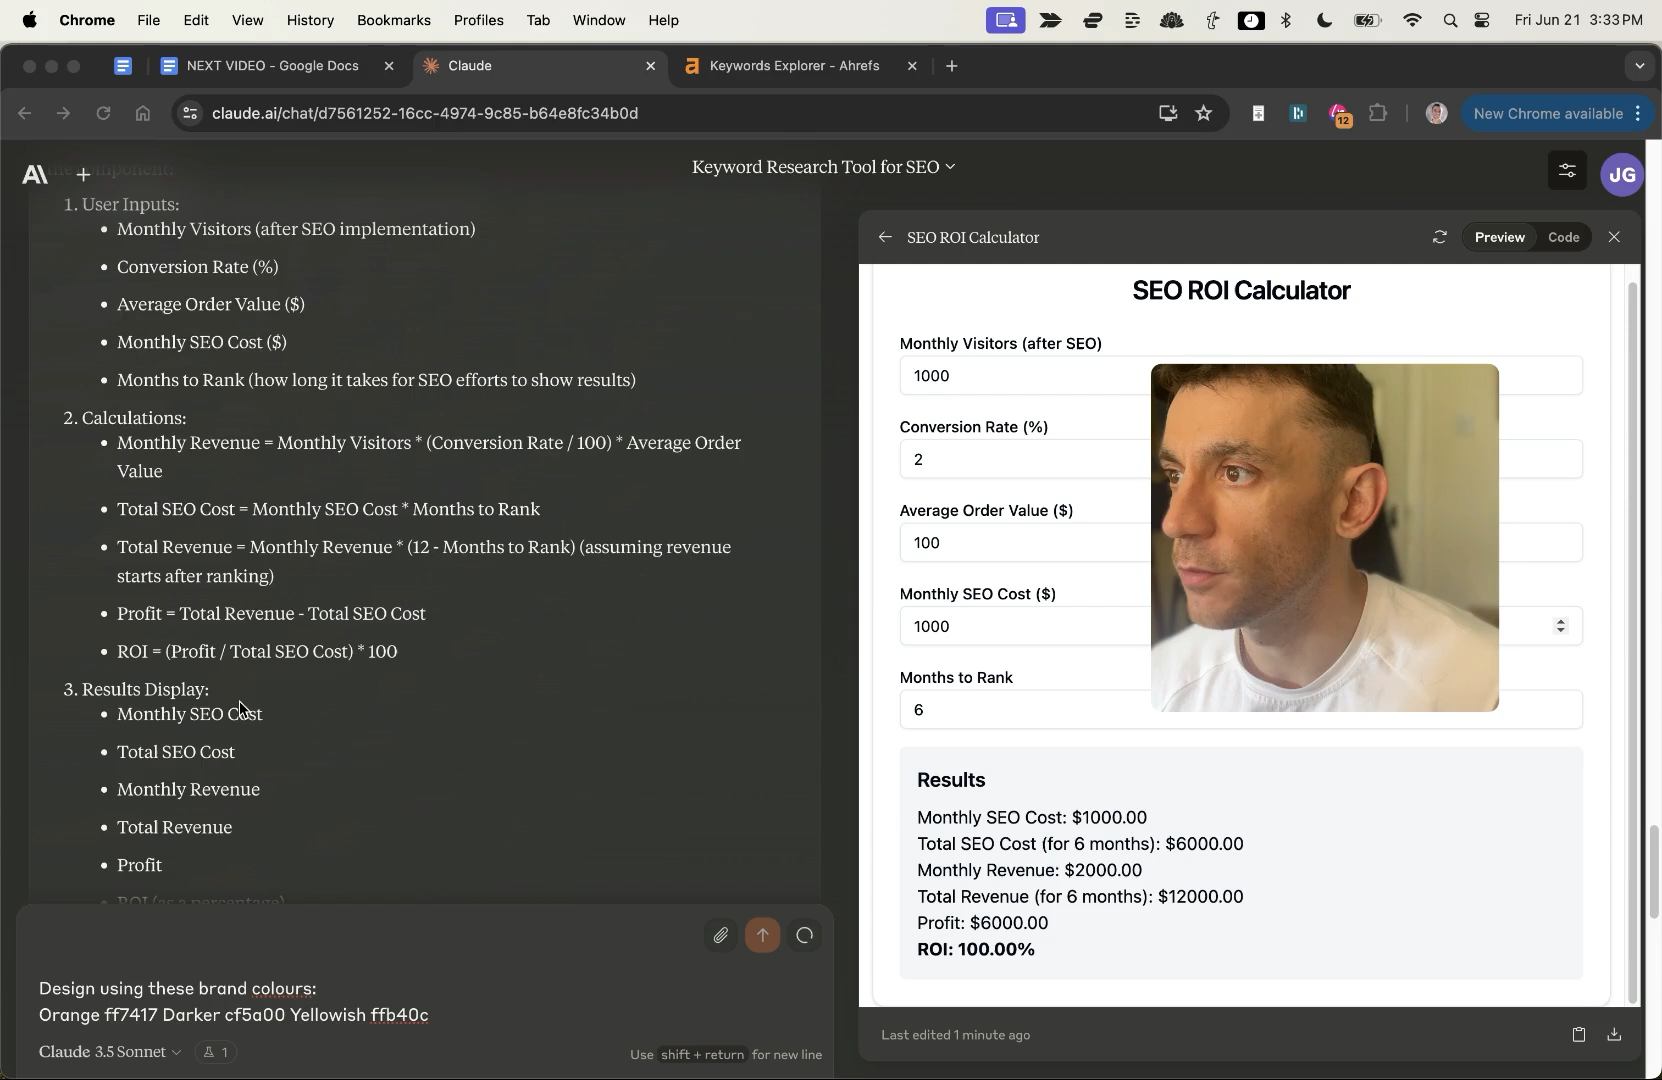 Chrome File Edit View History Bookmarks Profiles Tab Window Help Fri Jun 21 3:33 PM
NEXT VIDEO - Google Docs Claude Keywords Explorer - Ahrefs
claude.ai/chat/d7561252-16cc-4974-9c85-b64e8fc34b0d 12 New Chrome available
Keyword Research Tool for SEO
JG
the component:
1. User Inputs:
• Monthly Visitors (after SEO implementation)
• Conversion Rate (%)
• Average Order Value ($)
• Monthly SEO Cost ($)
• Months to Rank (how long it takes for SEO efforts to show results)
2. Calculations:
• Monthly Revenue = Monthly Visitors * (Conversion Rate / 100) * Average Order
Value
• Total SEO Cost = Monthly SEO Cost * Months to Rank
• Total Revenue = Monthly Revenue * (12 - Months to Rank) (assuming revenue
starts after ranking)
• Profit = Total Revenue - Total SEO Cost
• ROI = (Profit / Total SEO Cost) * 100
3. Results Display:
• Monthly SEO Cost
• Total SEO Cost
• Monthly Revenue
• Total Revenue
• Profit
• ROI (as a percentage)
Design using these brand colours:
Orange ff7417 Darker cf5a00 Yellowish ffb40c
Claude 3.5 Sonnet 1
Use shift + return for new line
SEO ROI Calculator
Preview Code
SEO ROI Calculator
Monthly Visitors (after SEO)
1000
Conversion Rate (%)
2
Average Order Value ($)
100
Monthly SEO Cost ($)
1000
Months to Rank
6
Results
Monthly SEO Cost: $1000.00
Total SEO Cost (for 6 months): $6000.00
Monthly Revenue: $2000.00
Total Revenue (for 6 months): $12000.00
Profit: $6000.00
ROI: 100.00%
Last edited 1 minute ago